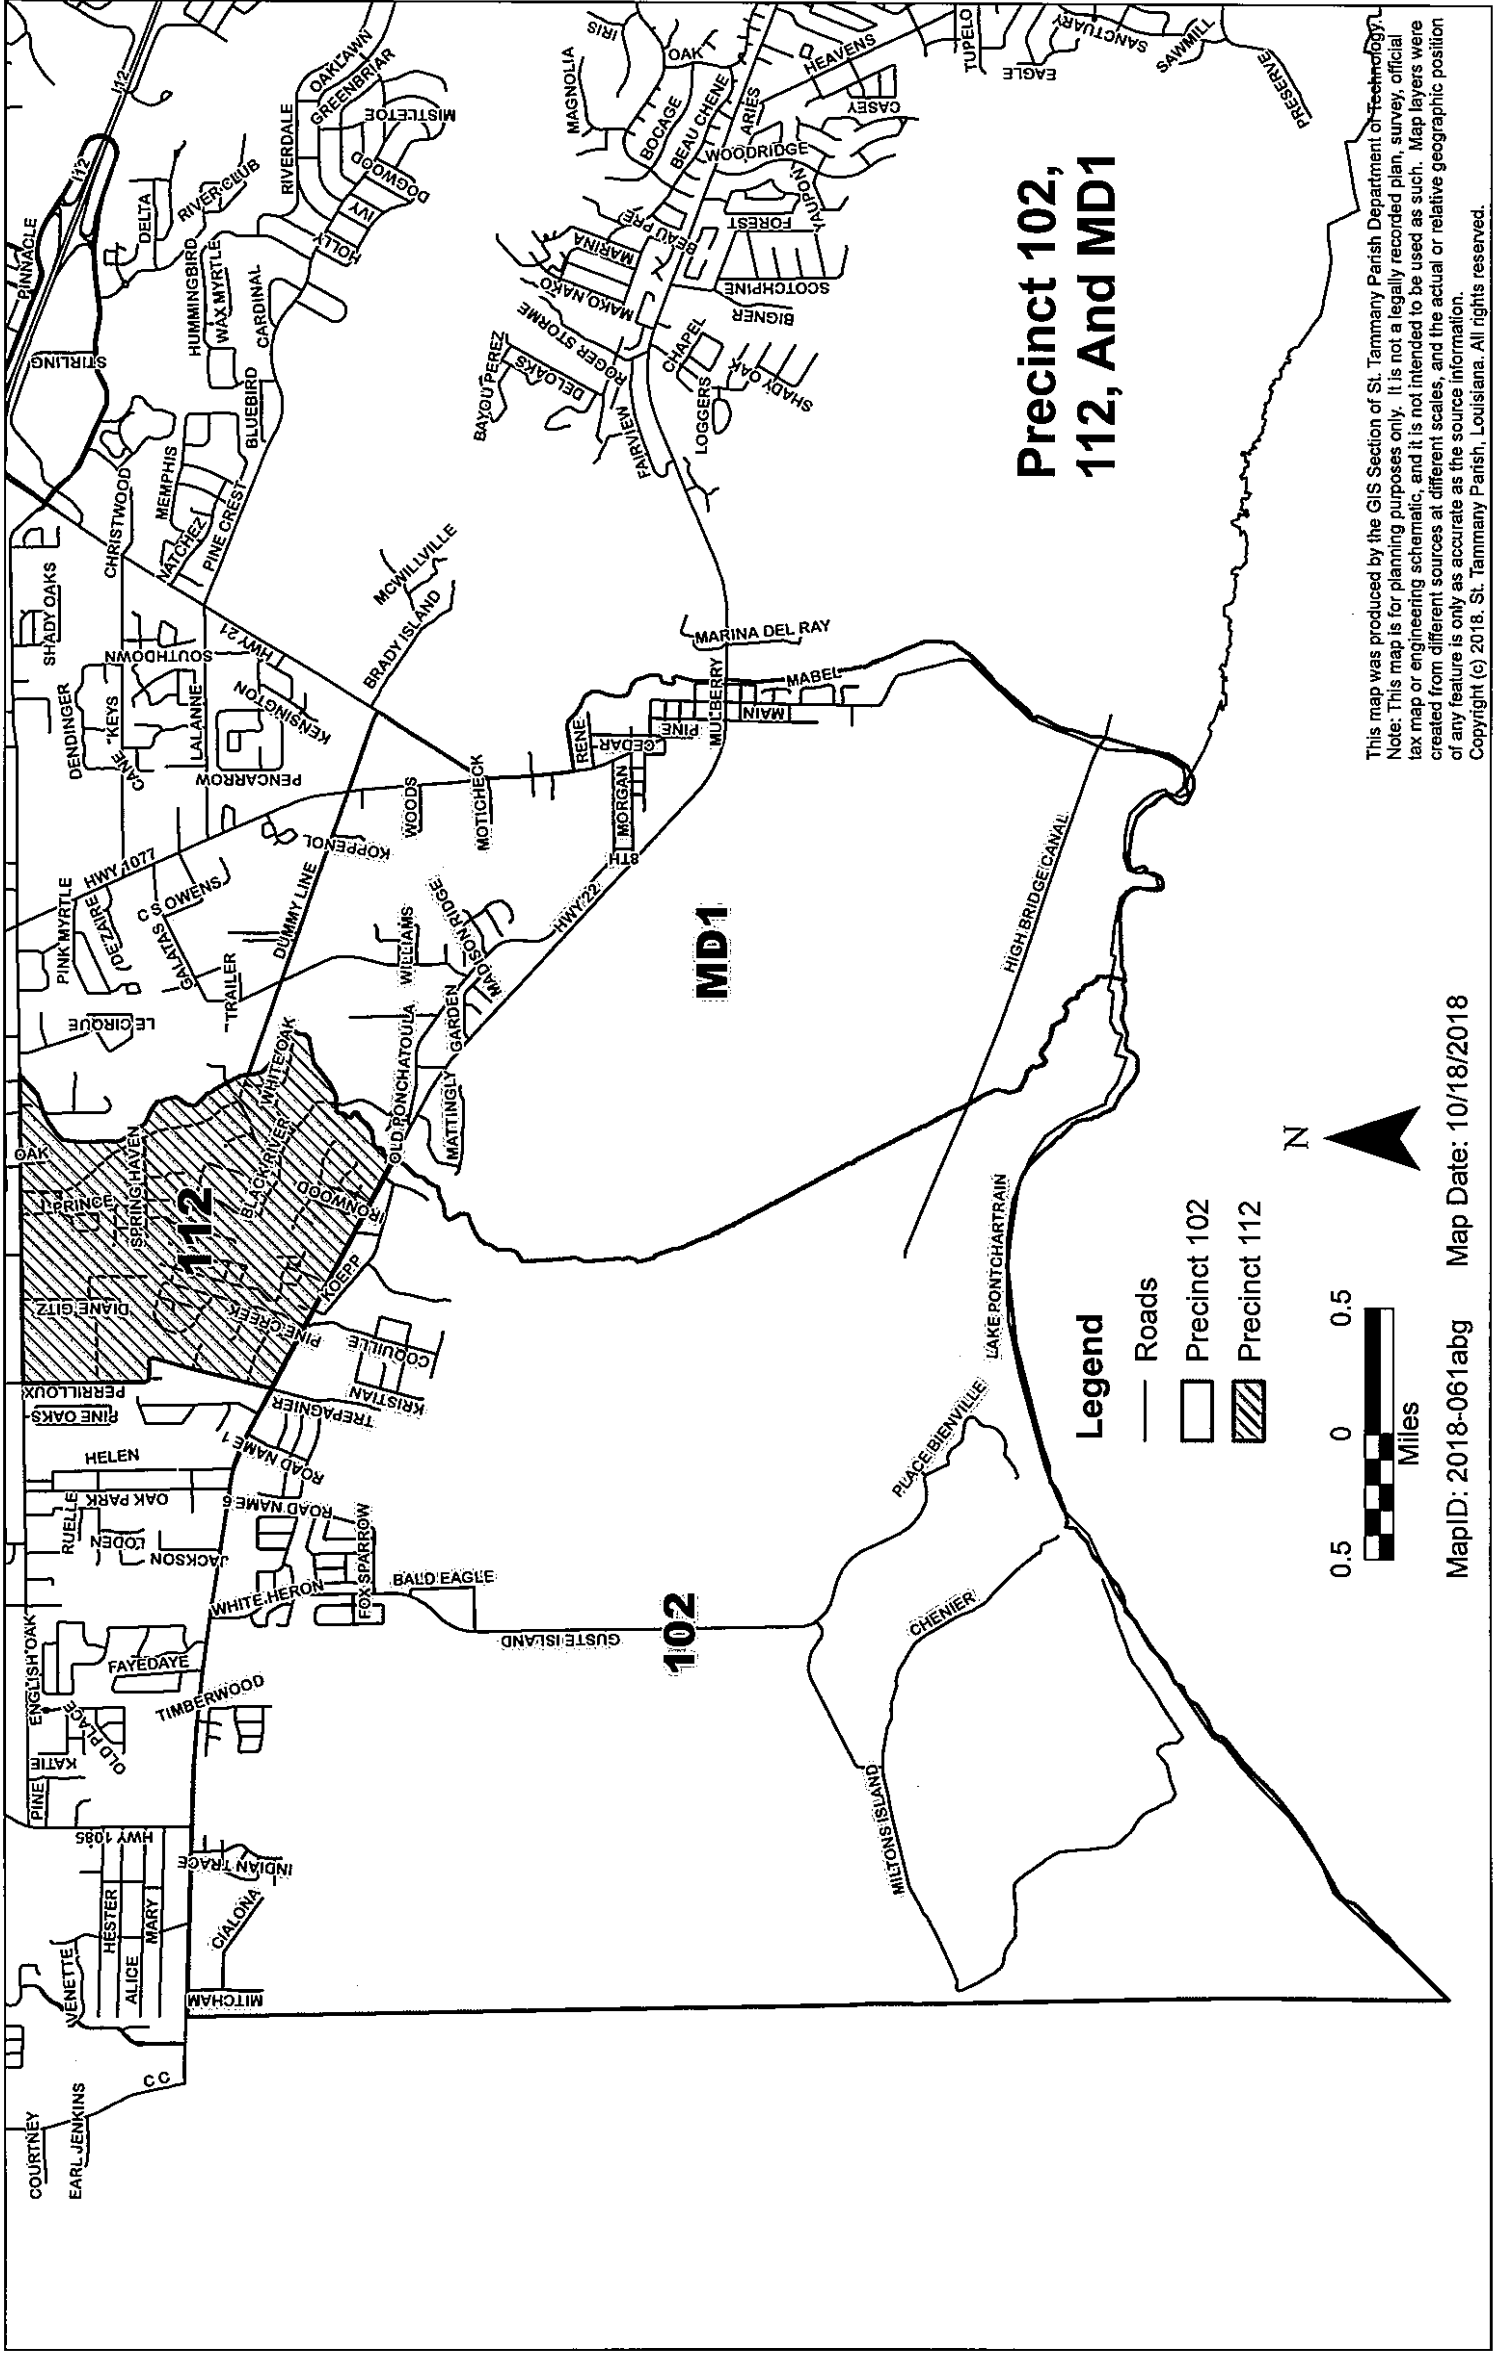 Precinct 102,
112, And MD1
This map was produced by the GIS Section of St. Tammany Parish Department of Technology.
Note: This map is for planning purposes only. It is not a legally recorded plan, survey, official
tax map or engineering schematic, and it is not intended to be used as such. Map layers were
created from different sources at different scales, and the actual or relative geographic position
of any feature is only as accurate as the source information.
Copyright (c) 2018. St. Tammany Parish, Louisiana. All rights reserved.
Legend
Roads
Precinct 102
Precinct 112
N
0.5 0 0.5
Miles
MapID: 2018-061abg Map Date: 10/18/2018
102
112
MD1
COURTNEY
EARL JENKINS
C C
VENETTE
HESTER
ALICE
MARY
HWY 1085
PINE
KATIE
OLD PLACE
ENGLISH OAK
FAYEDAYE
TIMBERWOOD
MITCHAM
CIALONA
INDIAN TRACE
RUELLE
LODEN
JACKSON
OAK PARK
HELEN
PINE OAKS
PERRILLOUX
WHITE HERON
FOX SPARROW
BALD EAGLE
ROAD NAME 6
ROAD NAME 1
TREPAGNIER
KRISTIAN
COQUILLE
KOEPP
GUSTE ISLAND
MILTONS ISLAND
CHENIER
PLACE BIENVILLE
LAKE PONTCHARTRAIN
HIGH BRIDGE CANAL
DIANE GITZ
PINE CREEK
PRINCE
SPRING HAVEN
OAK
BLACK RIVER
IRONWOOD
WHITE OAK
OLD PONCHATOULA
MATTINGLY
GARDEN
MADISON RIDGE
WILLIAMS
LE CIRQUE
TRAILER
GALATAS
C S OWENS
DEZAIRE
PINK MYRTLE
HWY 1077
DUMMY LINE
KOPPENOL
WOODS
MOTICHECK
HWY 22
8TH
MORGAN
CEDAR
RENE
PINE
MAIN
MULBERRY
MABEL
MARINA DEL RAY
DENDINGER
CANE
KEYS
LALANNE
PENCARROW
KENSINGTON
SOUTHDOWN
HWY 21
SHADY OAKS
BRADY ISLAND
MCWILLVILLE
CHRISTWOOD
NATCHEZ
PINE CREST
MEMPHIS
BLUEBIRD
CARDINAL
WAX MYRTLE
HUMMINGBIRD
STIRLING
PINNACLE
I12
I12
DELTA
RIVER CLUB
RIVERDALE
HOLLY
IVY
DOGWOOD
MISTLETOE
GREENBRIAR
OAKLAWN
BAYOU PEREZ
DELOAKS
ROGER STORME
MAKO NAKO
MARINA
BEAU PRE
FAIRVIEW
LOGGERS
CHAPEL
SHADY OAK
BIGNER
SCOTCHPINE
FOREST
YAUPON
WOODRIDGE
ARIES
BEAU CHENE
BOCAGE
MAGNOLIA
IRIS
OAK
HEAVENS
CASEY
TUPELO
EAGLE
SANCTUARY
SAWMILL
PRESERVE